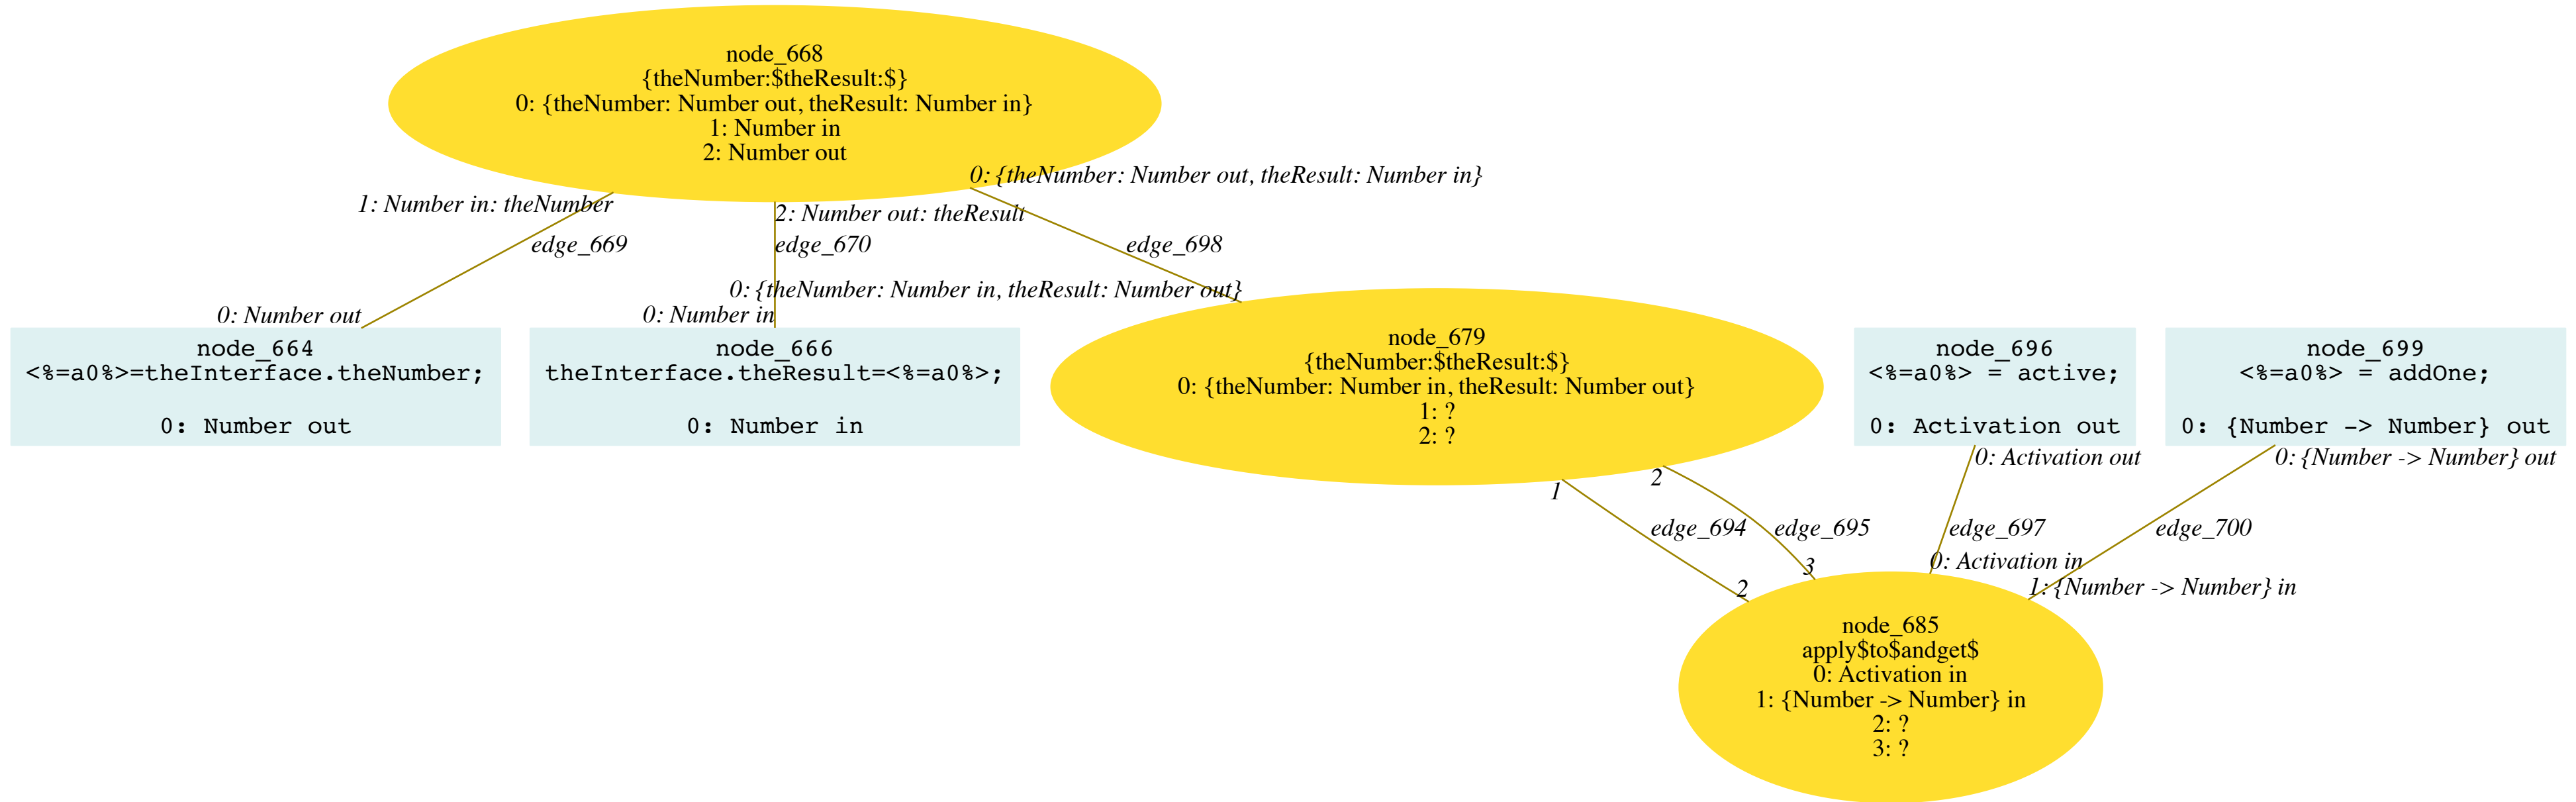 node_668
{theNumber:$theResult:$}
0: {theNumber: Number out, theResult: Number in}
1: Number in
2: Number out
0: {theNumber: Number out, theResult: Number in}
1: Number in: theNumber
2: Number out: theResult
edge_669
edge_670
edge_698
0: {theNumber: Number in, theResult: Number out}
0: Number out
0: Number in
node_664
<%=a0%>=theInterface.theNumber;
0: Number out
node_666
theInterface.theResult=<%=a0%>;
0: Number in
node_679
{theNumber:$theResult:$}
0: {theNumber: Number in, theResult: Number out}
1: ?
2: ?
node_696
<%=a0%> = active;
0: Activation out
node_699
<%=a0%> = addOne;
0: {Number -> Number} out
0: Activation out
0: {Number -> Number} out
1
2
edge_694
edge_695
edge_697
edge_700
2
3
0: Activation in
1: {Number -> Number} in
node_685
apply$to$andget$
0: Activation in
1: {Number -> Number} in
2: ?
3: ?